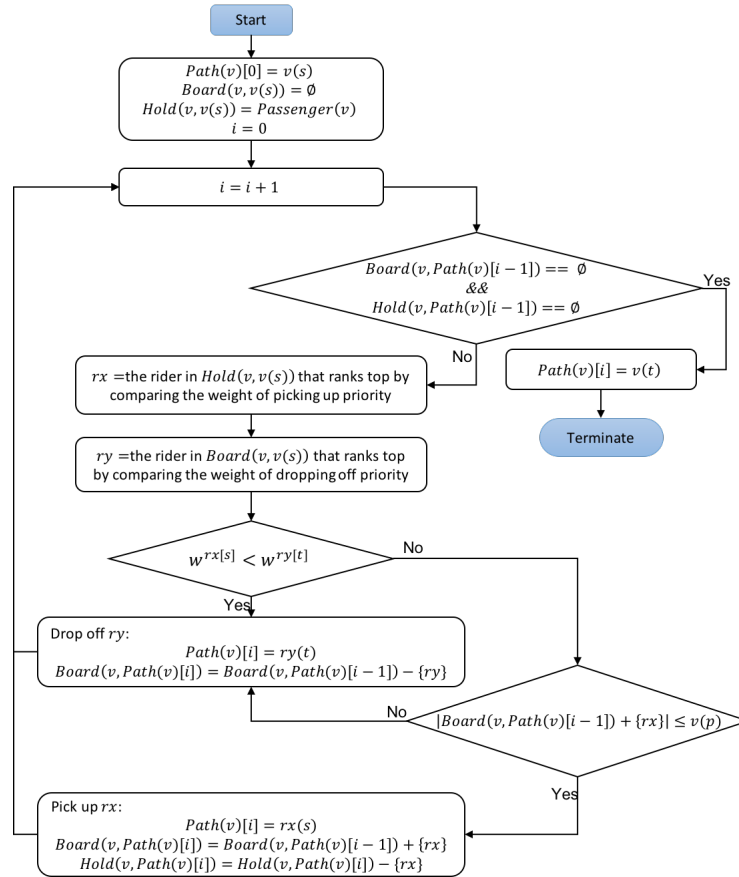 Start
Path(v)[0] = v(s)
Board(v, v(s)) = ∅
Hold(v, v(s)) = Passenger(v)
i = 0
i = i + 1
Board(v, Path(v)[i − 1]) == ∅
&&
Hold(v, Path(v)[i − 1]) == ∅
Yes
No
Path(v)[i] = v(t)
Terminate
rx =the rider in Hold(v, v(s)) that ranks top by
comparing the weight of picking up priority
ry =the rider in Board(v, v(s)) that ranks top
by comparing the weight of dropping off priority
w^{rx[s]} < w^{ry[t]}
No
Yes
Drop off ry:
Path(v)[i] = ry(t)
Board(v, Path(v)[i]) = Board(v, Path(v)[i − 1]) − {ry}
No
|Board(v, Path(v)[i − 1]) + {rx}| ≤ v(p)
Yes
Pick up rx:
Path(v)[i] = rx(s)
Board(v, Path(v)[i]) = Board(v, Path(v)[i − 1]) + {rx}
Hold(v, Path(v)[i]) = Hold(v, Path(v)[i]) − {rx}